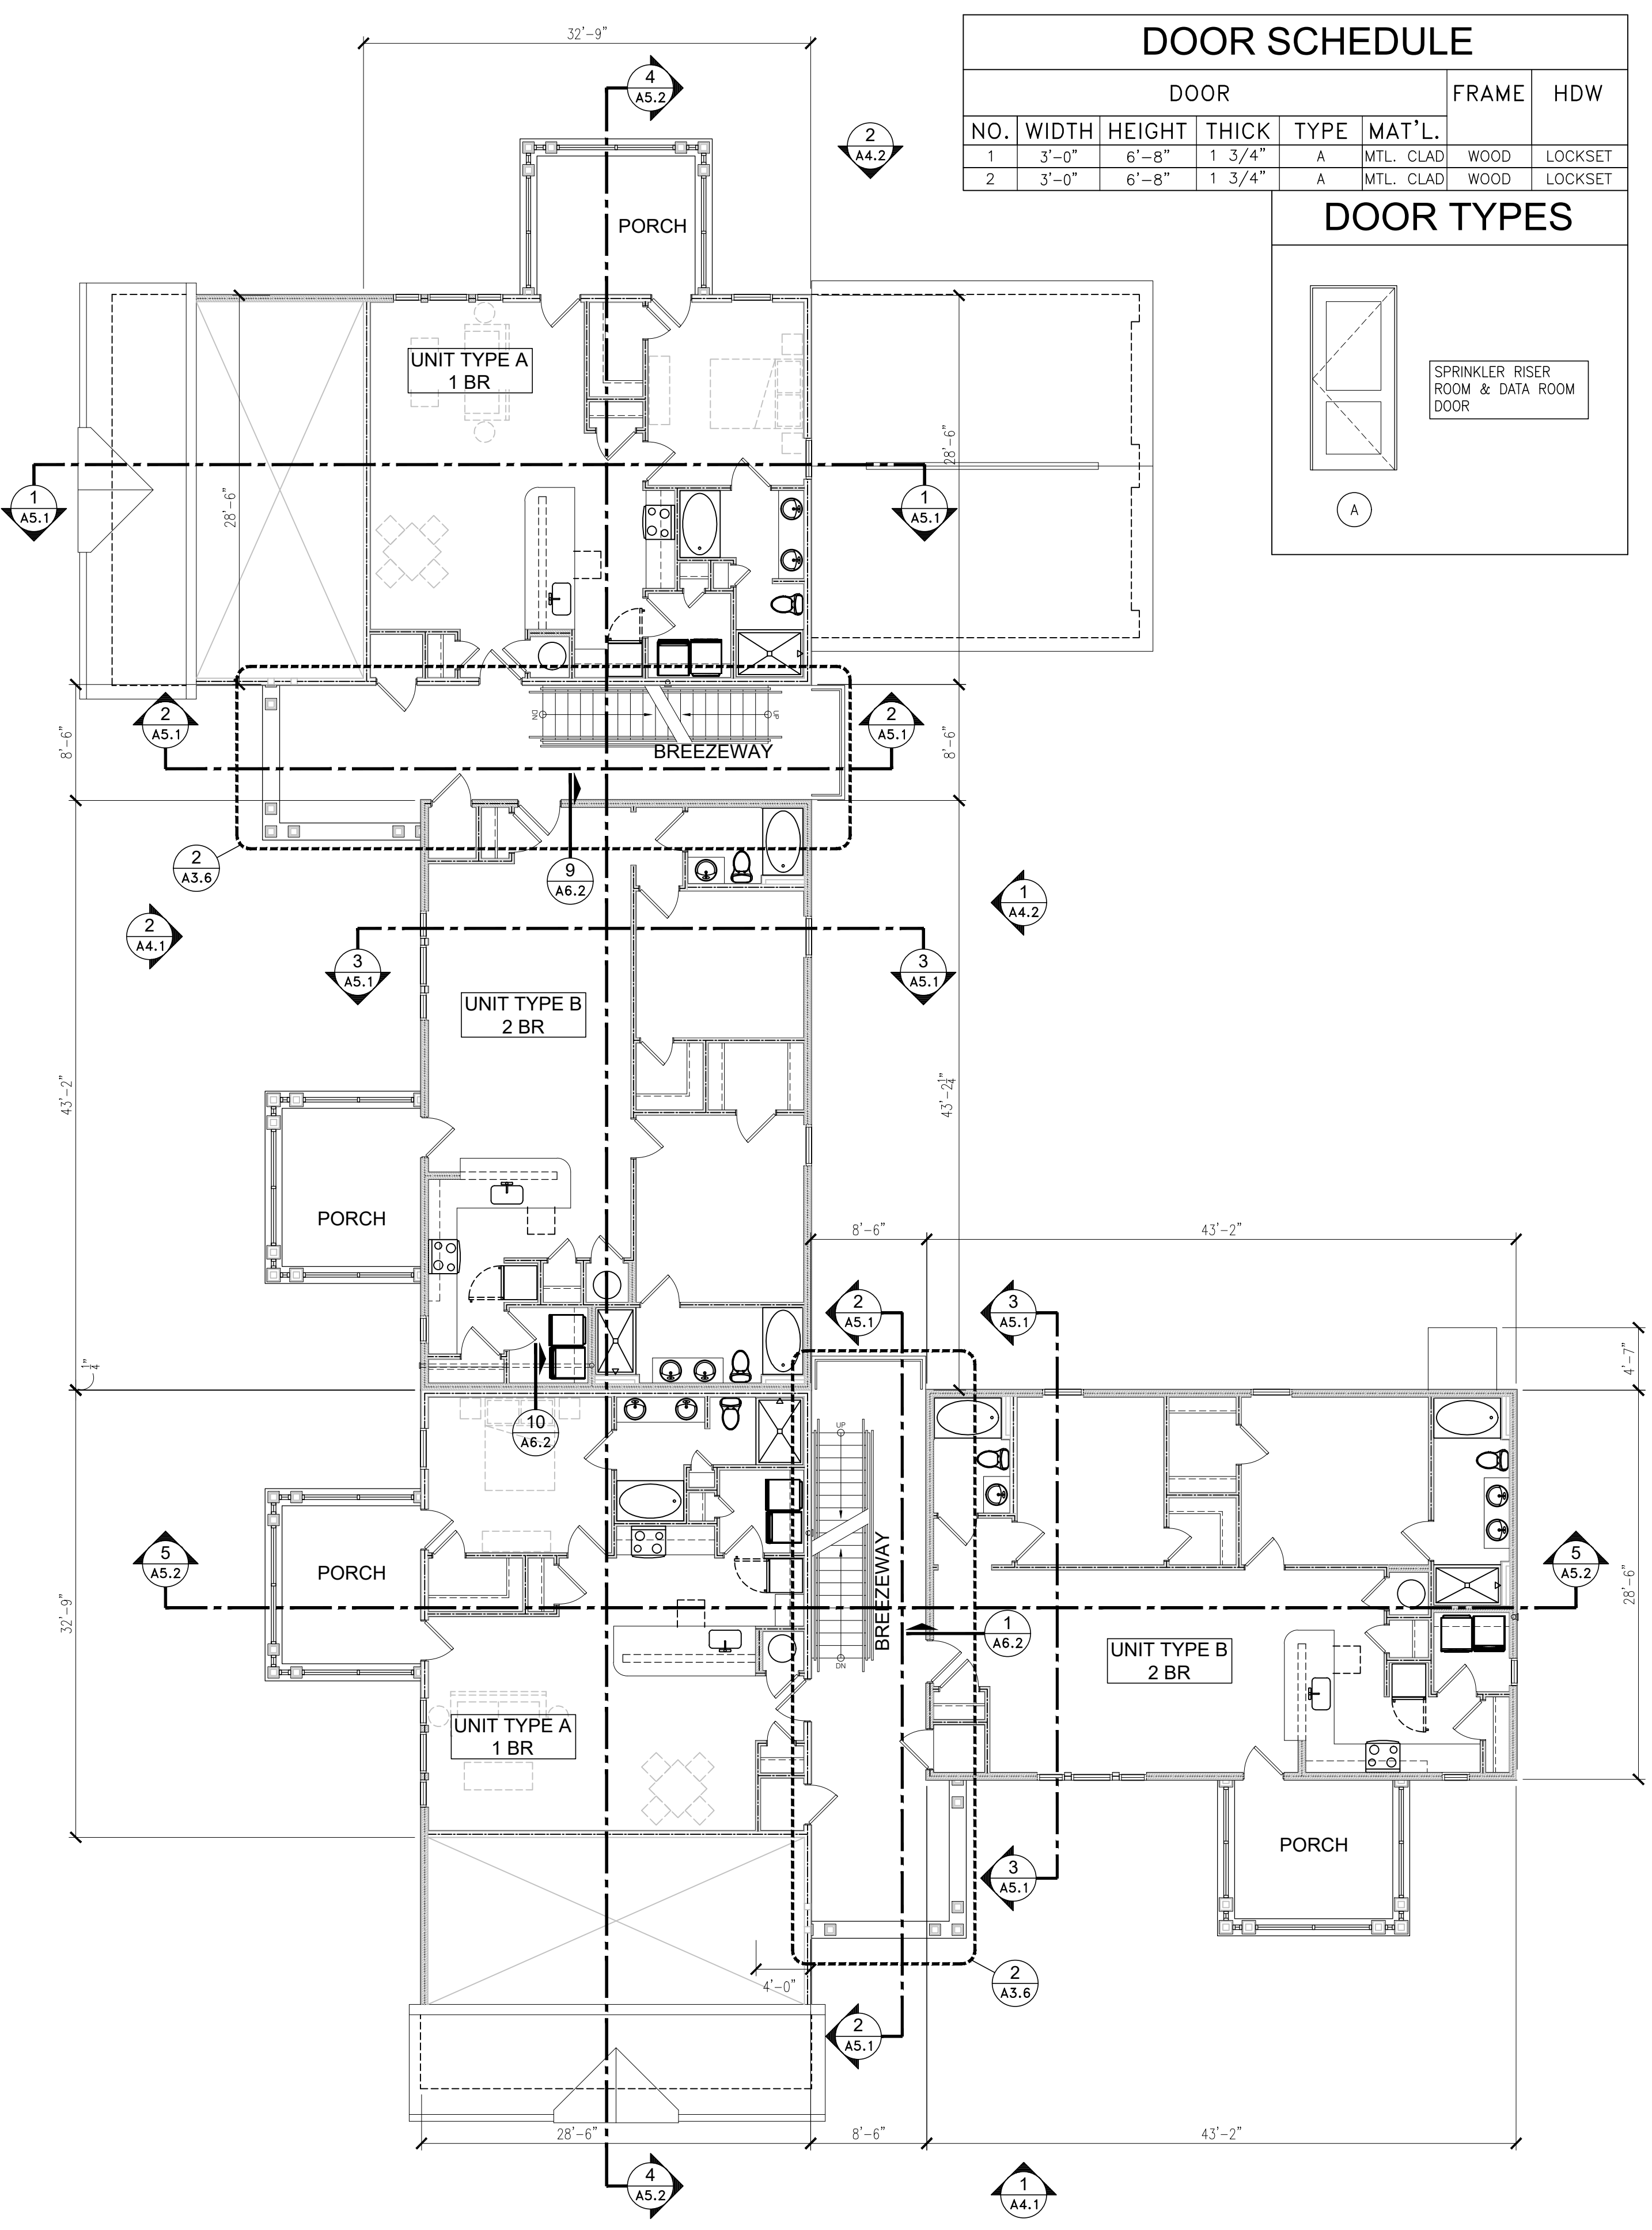 32'-9"
4
A5.2
2
A4.2
DOOR SCHEDULE
DOOR FRAME HDW
NO. WIDTH HEIGHT THICK TYPE MAT'L.
1 3'-0" 6'-8" 1 3/4" A MTL. CLAD WOOD LOCKSET
2 3'-0" 6'-8" 1 3/4" A MTL. CLAD WOOD LOCKSET
DOOR TYPES
SPRINKLER RISER
ROOM & DATA ROOM
DOOR
A
PORCH
UNIT TYPE A
1 BR
28'-6"
28'-6"
1
A5.1
1
A5.1
2
A5.1
2
A5.1
DN
UP
BREEZEWAY
8'-6"
8'-6"
2
A3.6
9
A6.2
1
A4.2
2
A4.1
3
A5.1
3
A5.1
UNIT TYPE B
2 BR
43'-2"
43'-2 1/4"
PORCH
8'-6"
43'-2"
2
A5.1
3
A5.1
4'-7"
1/4"
10
A6.2
UP
5
A5.2
PORCH
BREEZEWAY
5
A5.2
28'-6"
32'-9"
1
A6.2
UNIT TYPE B
2 BR
DN
UNIT TYPE A
1 BR
PORCH
3
A5.1
4'-0"
2
A3.6
2
A5.1
28'-6"
8'-6"
43'-2"
4
A5.2
1
A4.1